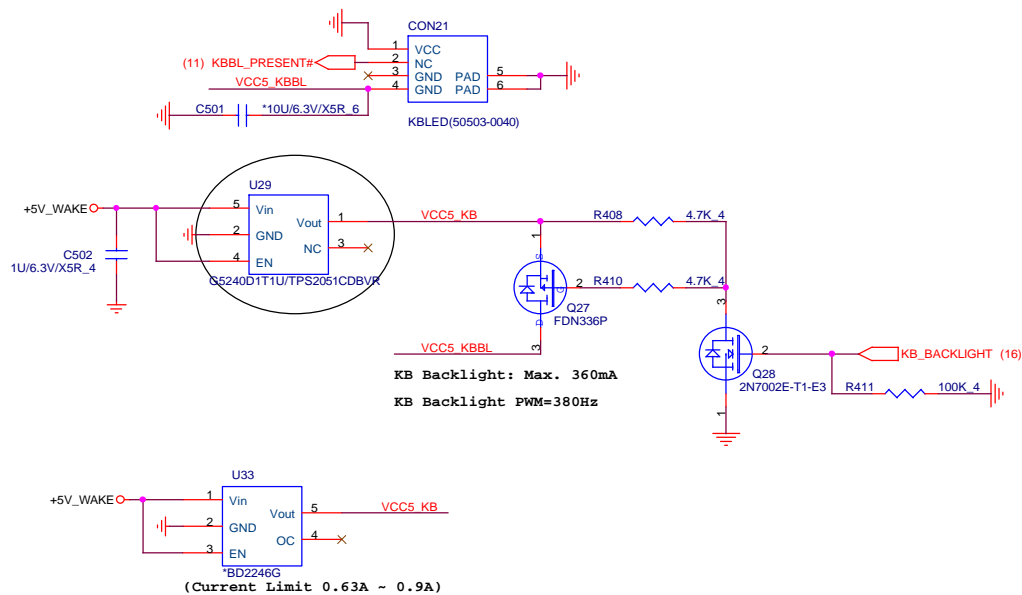 CON21
1 VCC
(11) KBBL_PRESENT# 2 NC
3 GND PAD 5
VCC5_KBBL 4 GND PAD 6
C501 *10U/6.3V/X5R_6
KBLED(50503-0040)
U29
+5V_WAKE 5 Vin Vout 1 VCC5_KB R408 4.7K_4
2 GND
NC 3
4 EN
C502
1U/6.3V/X5R_4
G5240D1T1U/TPS2051CDBVR
1
S
G 2 R410 4.7K_4
Q27
FDN336P
D
3
VCC5_KBBL
3
2 KB_BACKLIGHT (16)
Q28
2N7002E-T1-E3
R411 100K_4
1
KB Backlight: Max. 360mA
KB Backlight PWM=380Hz
U33
+5V_WAKE 1 Vin
Vout 5 VCC5_KB
2 GND
OC 4
3 EN
*BD2246G
(Current Limit 0.63A ~ 0.9A)